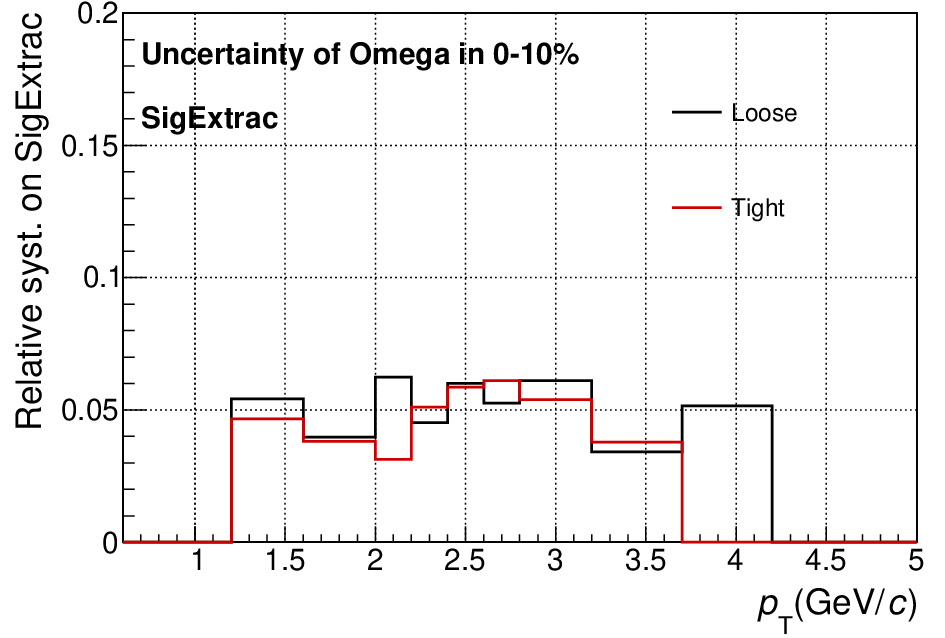 Uncertainty of Omega in 0-10%
SigExtrac
Loose
Tight
Relative syst. on SigExtrac
0.2
0.15
0.1
0.05
0
1
1.5
2
2.5
3
3.5
4
4.5
5
p_T(GeV/c)